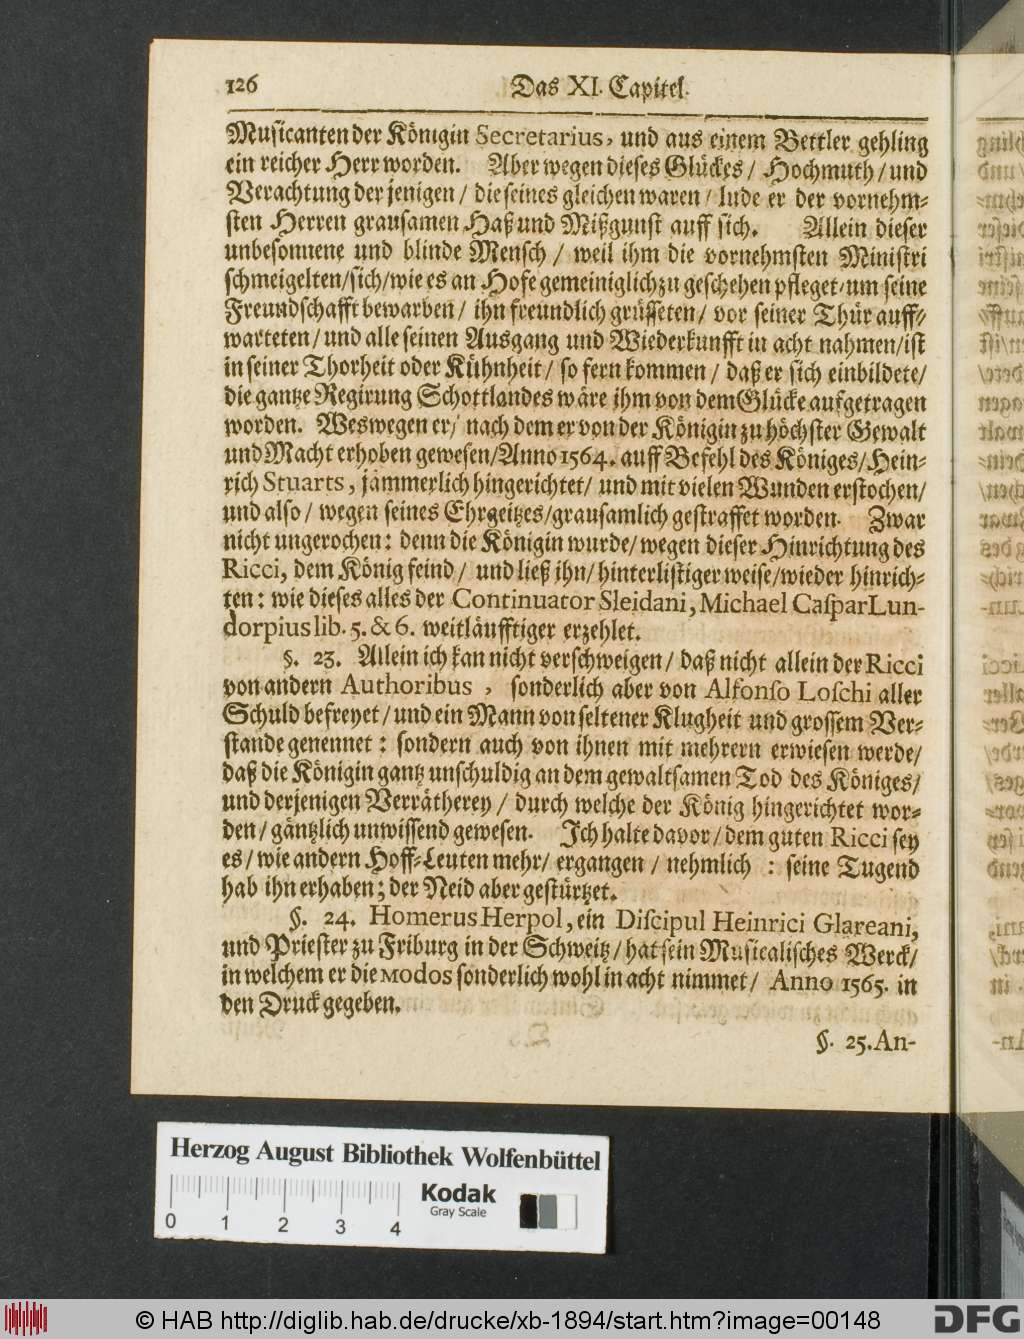 126 Das XI. Capitel.
Musicanten der Königin Secretarius, und aus einem Bettler gehling
ein reicher Herr worden. Aber wegen dieses Glückes / Hochmuth / und
Verachtung der jenigen / die seines gleichen waren / lude er der vornehm-
sten Herren grausamen Haß und Mißgunst auff sich. Allein dieser
unbesonnene und blinde Mensch / weil ihm die vornehmsten Ministri
schmeigelten/sich/wie es an Hofe gemeiniglich zu geschehen pfleget/um seine
Freundschafft bewarben / ihn freundlich grüsseten / vor seiner Thür auff-
warteten / und alle seinen Ausgang und Wiederkunfft in acht nahmen/ist
in seiner Thorheit oder Kühnheit / so fern kommen / daß er sich einbildete/
die gantze Regirung Schottlandes wäre ihm von dem Glücke aufgetragen
worden. Weswegen er/ nach dem er von der Königin zu höchster Gewalt
und Macht erhoben gewesen/Anno 1564. auff Befehl des Königes/Hein-
rich Stuarts, jämmerlich hingerichtet/ und mit vielen Wunden erstochen/
und also / wegen seines Ehrgeitzes/grausamlich gestraffet worden. Zwar
nicht ungerochen: denn die Königin wurde/wegen dieser Hinrichtung des
Ricci, dem König feind / und ließ ihn/hinterlistiger weise/wieder hinrich-
ten: wie dieses alles der Continuator Sleidani, Michael Caſpar Lun-
dorpius lib. 5. & 6. weitläufftiger erzehlet.
§. 23. Allein ich kan nicht verschweigen / daß nicht allein der Ricci
von andern Authoribus , sonderlich aber von Alfonſo Loſchi aller
Schuld befreyet / und ein Mann von seltener Klugheit und grossem Ver-
stande genennet: sondern auch von ihnen mit mehrern erwiesen werde/
daß die Königin gantz unschuldig an dem gewaltsamen Tod des Königes/
und derjenigen Verrätherey / durch welche der König hingerichtet wor-
den / gäntzlich unwissend gewesen. Ich halte davor / dem guten Ricci sey
es / wie andern Hoff-Leuten mehr/ ergangen / nehmlich : seine Tugend
hab ihn erhaben; der Neid aber gestürtzet.
§. 24. Homerus Herpol, ein Diſcipul Heinrici Glareani,
und Priester zu Friburg in der Schweitz / hat sein Musicalisches Werck/
in welchem er die MODOS sonderlich wohl in acht nimmet / Anno 1565. in
den Druck gegeben.
§. 25. An-
Herzog August Bibliothek Wolfenbüttel
Kodak
Gray Scale
0 1 2 3 4
© HAB http://diglib.hab.de/drucke/xb-1894/start.htm?image=00148
DFG